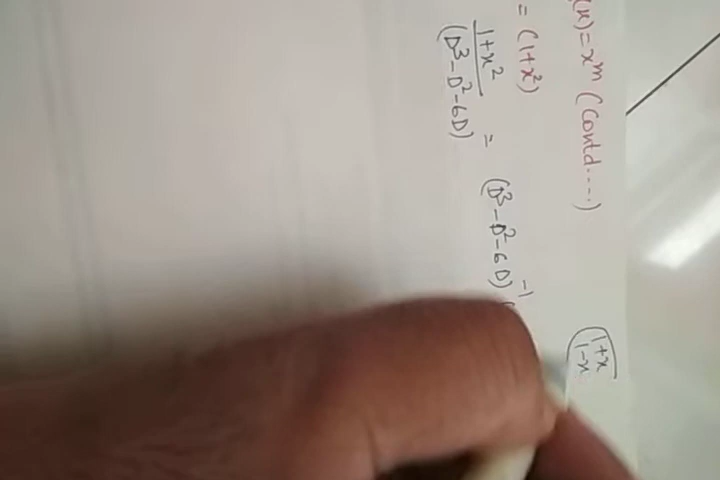 (x) = x^m (Contd....)
= (1+x²)
1+x² / (D³-D²-6D) = (D³-D²-6D)⁻¹ (
1+x
1-x